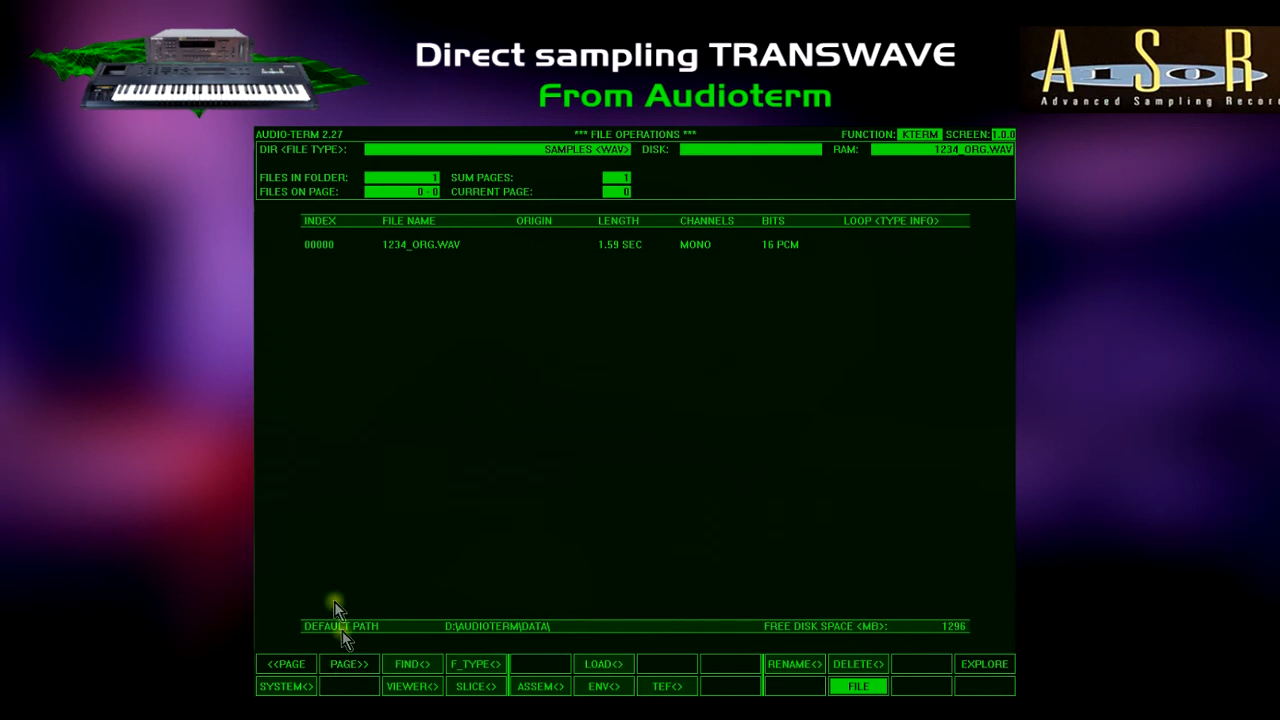 Direct sampling TRANSWAVE
From Audioterm
ASR
10
Advanced Sampling Recor
AUDIO-TERM 2.27 *** FILE OPERATIONS *** FUNCTION: KTERM SCREEN: 1.0.0
DIR <FILE TYPE>: SAMPLES <WAV> DISK: RAM: 1234_ORG.WAV
FILES IN FOLDER: 1 SUM PAGES: 1
FILES ON PAGE: 0 - 0 CURRENT PAGE: 0
INDEX FILE NAME ORIGIN LENGTH CHANNELS BITS LOOP <TYPE INFO>
00000 1234_ORG.WAV 1.59 SEC MONO 16 PCM
DEFAULT PATH D:\AUDIOTERM\DATA\ FREE DISK SPACE <MB>: 1296
<<PAGE PAGE>> FIND<> F_TYPE<> LOAD<> RENAME<> DELETE<> EXPLORE
SYSTEM<> VIEWER<> SLICE<> ASSEM<> ENV<> TEF<> FILE